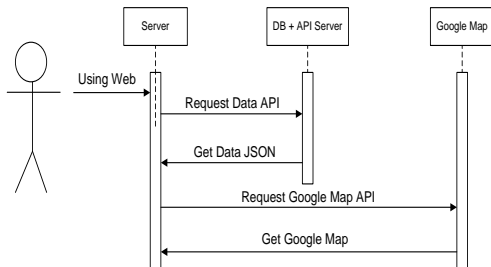 Server
DB + API Server
Google Map
Using Web
Request Data API
Get Data JSON
Request Google Map API
Get Google Map